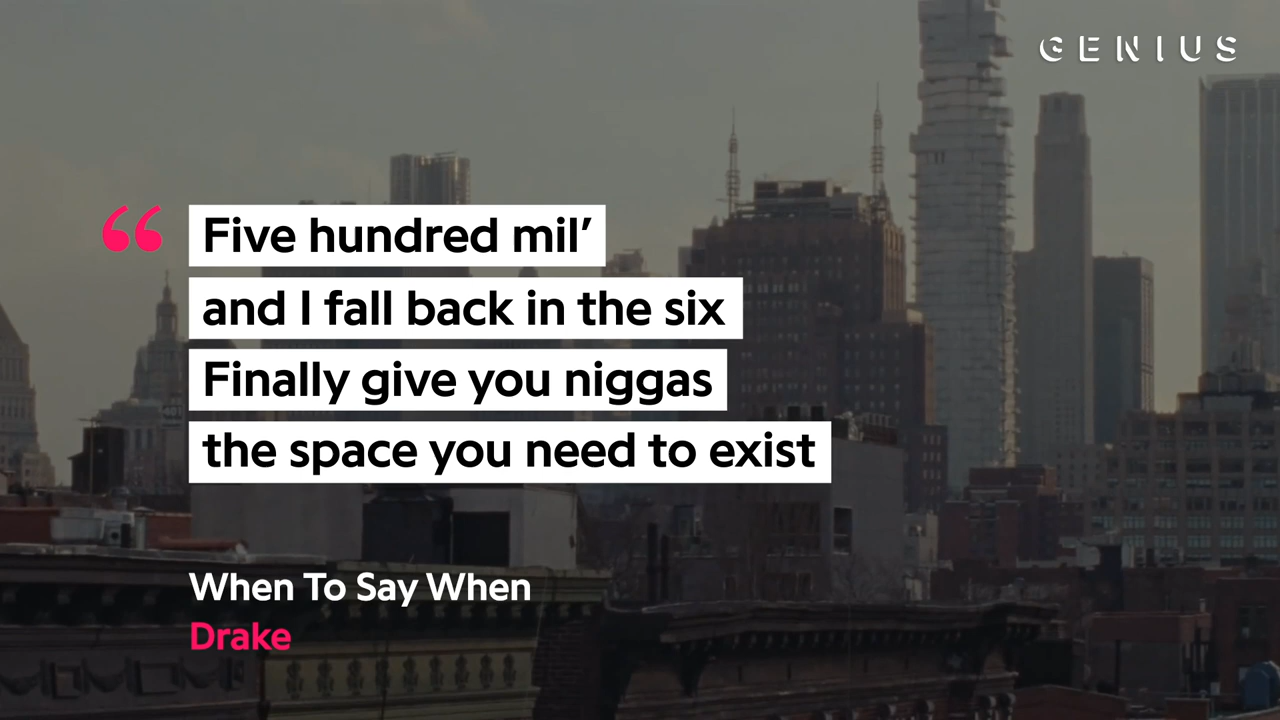 GENIUS
“Five hundred mil’
and I fall back in the six
Finally give you niggas
the space you need to exist
When To Say When
Drake